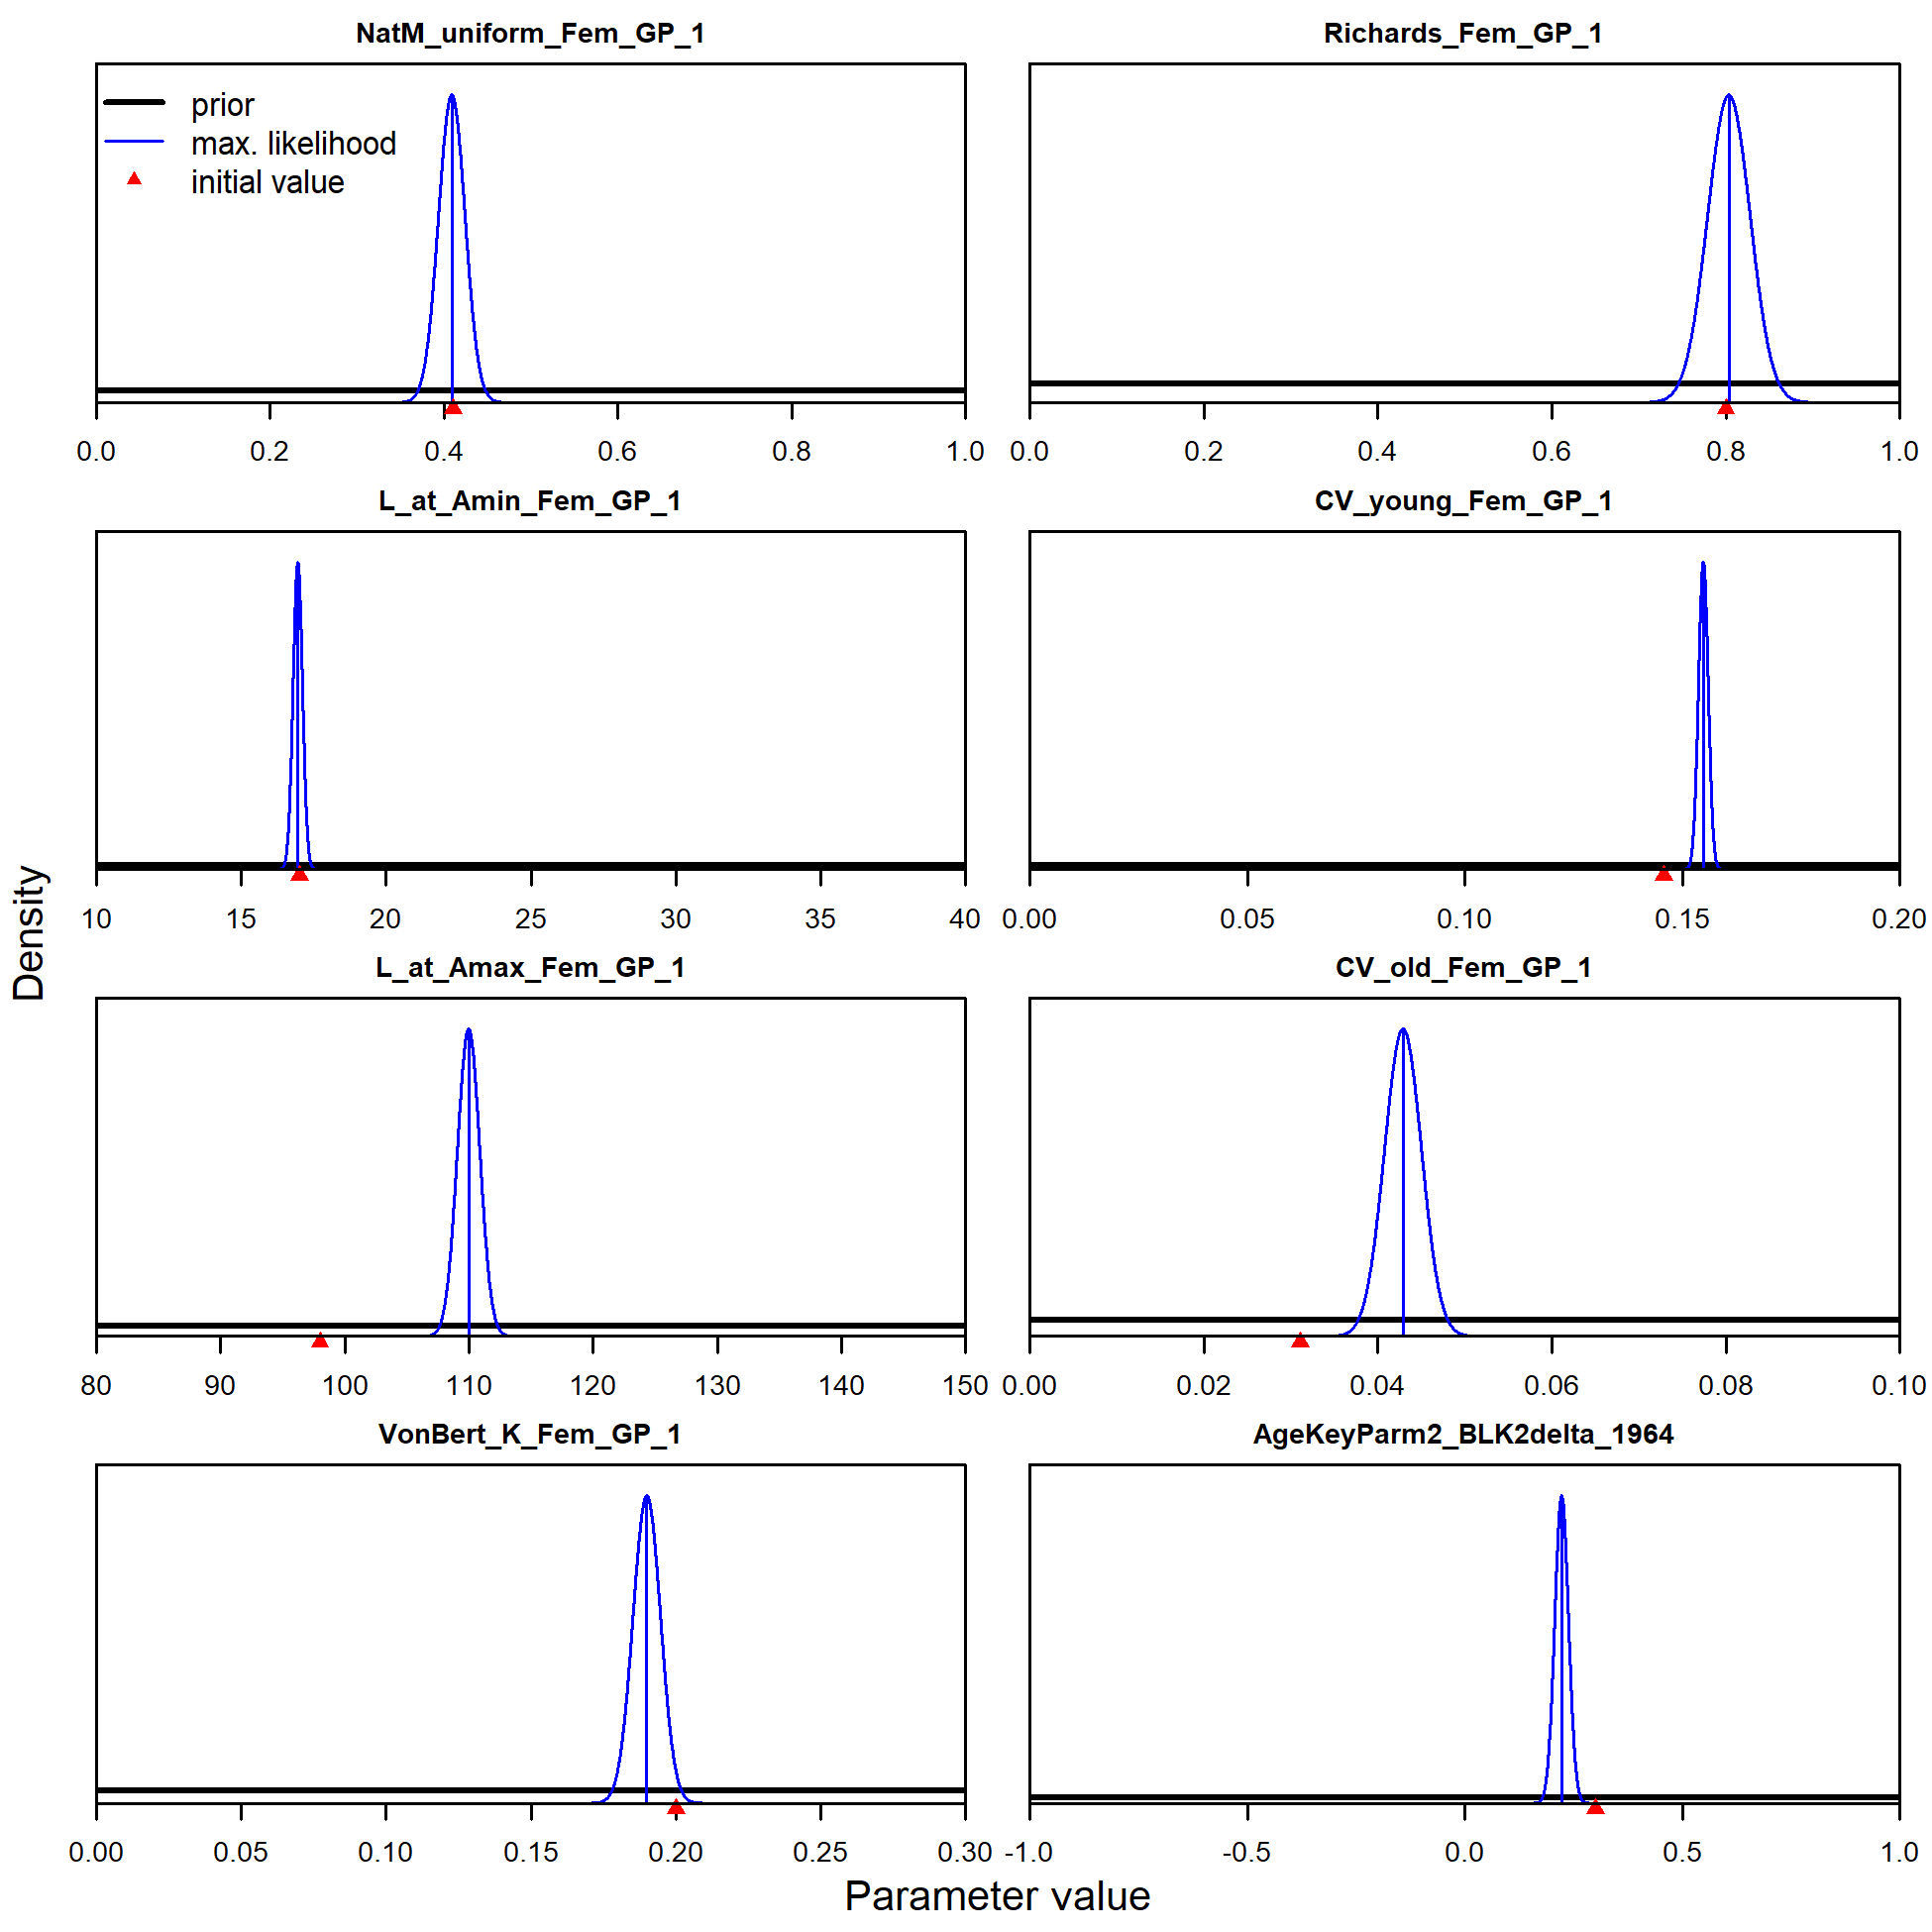 NatM_uniform_Fem_GP_1
prior
max. likelihood
initial value
0.0 0.2 0.4 0.6 0.8 1.0
Richards_Fem_GP_1
0.0 0.2 0.4 0.6 0.8 1.0
L_at_Amin_Fem_GP_1
10 15 20 25 30 35 40
CV_young_Fem_GP_1
0.00 0.05 0.10 0.15 0.20
L_at_Amax_Fem_GP_1
80 90 100 110 120 130 140 150
CV_old_Fem_GP_1
0.00 0.02 0.04 0.06 0.08 0.10
VonBert_K_Fem_GP_1
0.00 0.05 0.10 0.15 0.20 0.25 0.30
AgeKeyParm2_BLK2delta_1964
-1.0 -0.5 0.0 0.5 1.0
Density
Parameter value